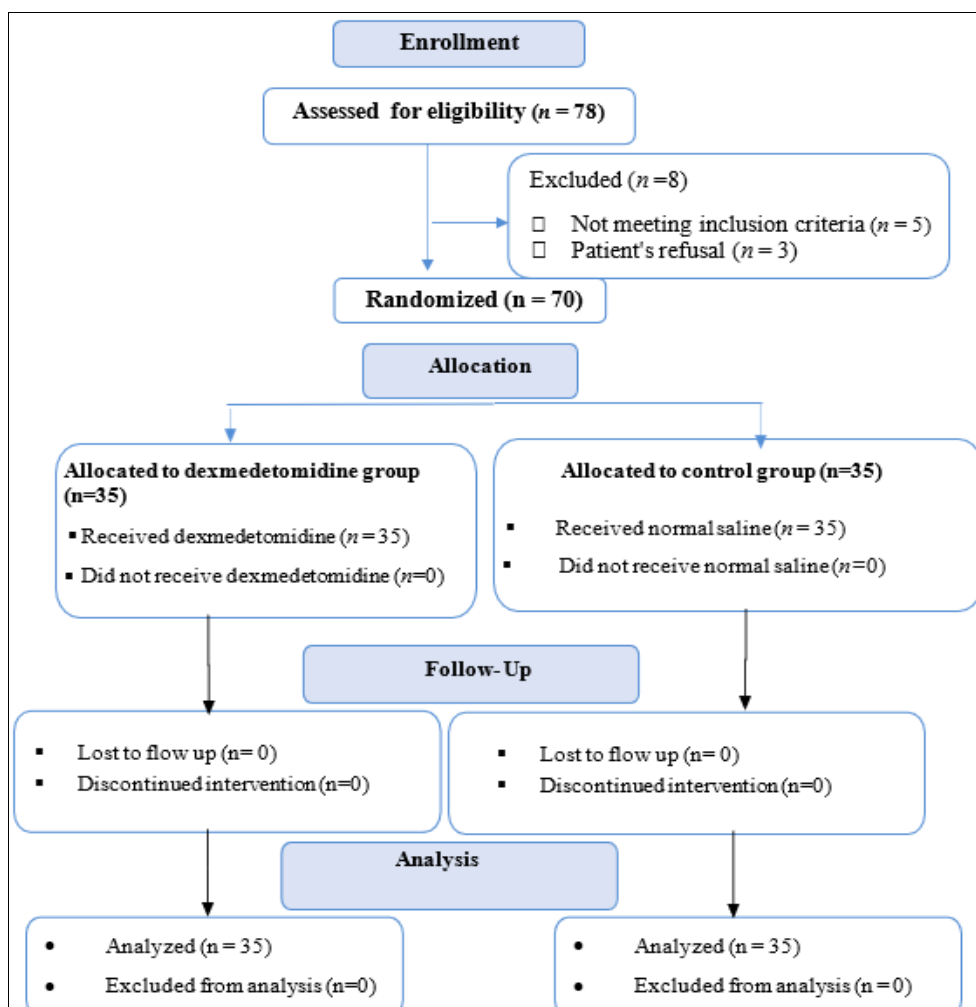 Enrollment
Assessed for eligibility (n = 78)
Excluded (n =8)
Not meeting inclusion criteria (n = 5)
Patient's refusal (n = 3)
Randomized (n = 70)
Allocation
Allocated to dexmedetomidine group
(n=35)
▪ Received dexmedetomidine (n = 35)
▪ Did not receive dexmedetomidine (n=0)
Allocated to control group (n=35)
▪ Received normal saline (n = 35)
▪ Did not receive normal saline (n=0)
Follow-Up
▪ Lost to flow up (n= 0)
▪ Discontinued intervention (n=0)
▪ Lost to flow up (n= 0)
▪ Discontinued intervention (n=0)
Analysis
• Analyzed (n = 35)
• Excluded from analysis (n=0)
• Analyzed (n = 35)
• Excluded from analysis (n = 0)